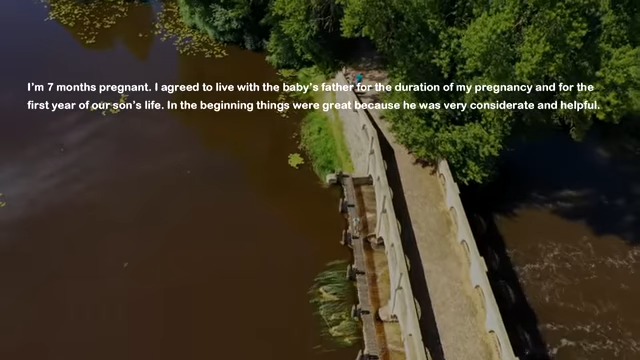 I'm 7 months pregnant. I agreed to live with the baby's father for the duration of my pregnancy and for the
first year of our son's life. In the beginning things were great because he was very considerate and helpful.